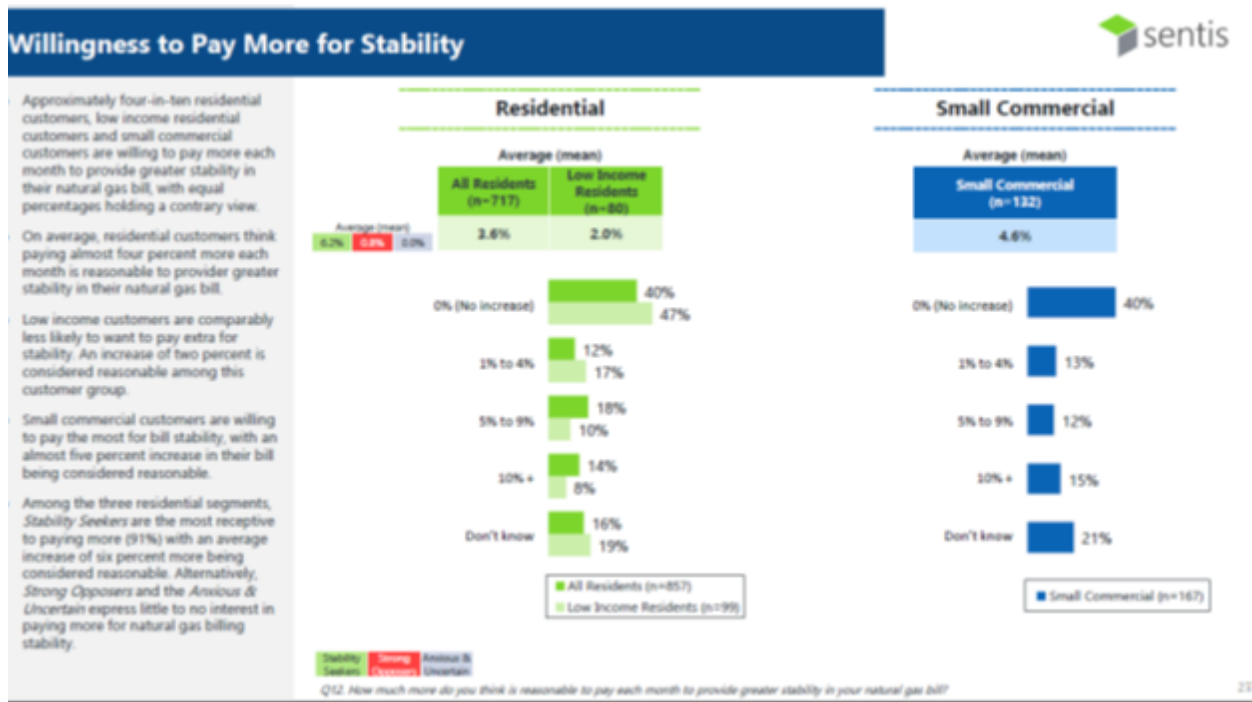 Willingness to Pay More for Stability
sentis
Approximately four-in-ten residential
customers, low income residential
customers and small commercial
customers are willing to pay more each
month to provide greater stability in
their natural gas bill, with equal
percentages holding a contrary view.
On average, residential customers think
paying almost four percent more each
month is reasonable to provider greater
stability in their natural gas bill.
Low income customers are comparably
less likely to want to pay extra for
stability. An increase of two percent is
considered reasonable among this
customer group.
Small commercial customers are willing
to pay the most for bill stability, with an
almost five percent increase in their bill
being considered reasonable.
Among the three residential segments,
Stability Seekers are the most receptive
to paying more (91%) with an average
increase of six percent more being
considered reasonable. Alternatively,
Strong Opposers and the Anxious &
Uncertain express little to no interest in
paying more for natural gas billing
stability.
Residential
Average (mean)
All Residents
(n=717)
Low Income
Residents
(n=80)
3.6%
2.0%
Average (mean)
6.2%
0.8%
0.0%
0% (No increase)
40%
47%
1% to 4%
12%
17%
5% to 9%
18%
10%
10% +
14%
8%
Don't know
16%
19%
All Residents (n=857)
Low Income Residents (n=99)
Small Commercial
Average (mean)
Small Commercial
(n=132)
4.6%
0% (No increase)
40%
1% to 4%
13%
5% to 9%
12%
10% +
15%
Don't know
21%
Small Commercial (n=167)
Stability
Seekers
Strong
Opposers
Anxious &
Uncertain
Q12. How much more do you think is reasonable to pay each month to provide greater stability in your natural gas bill?